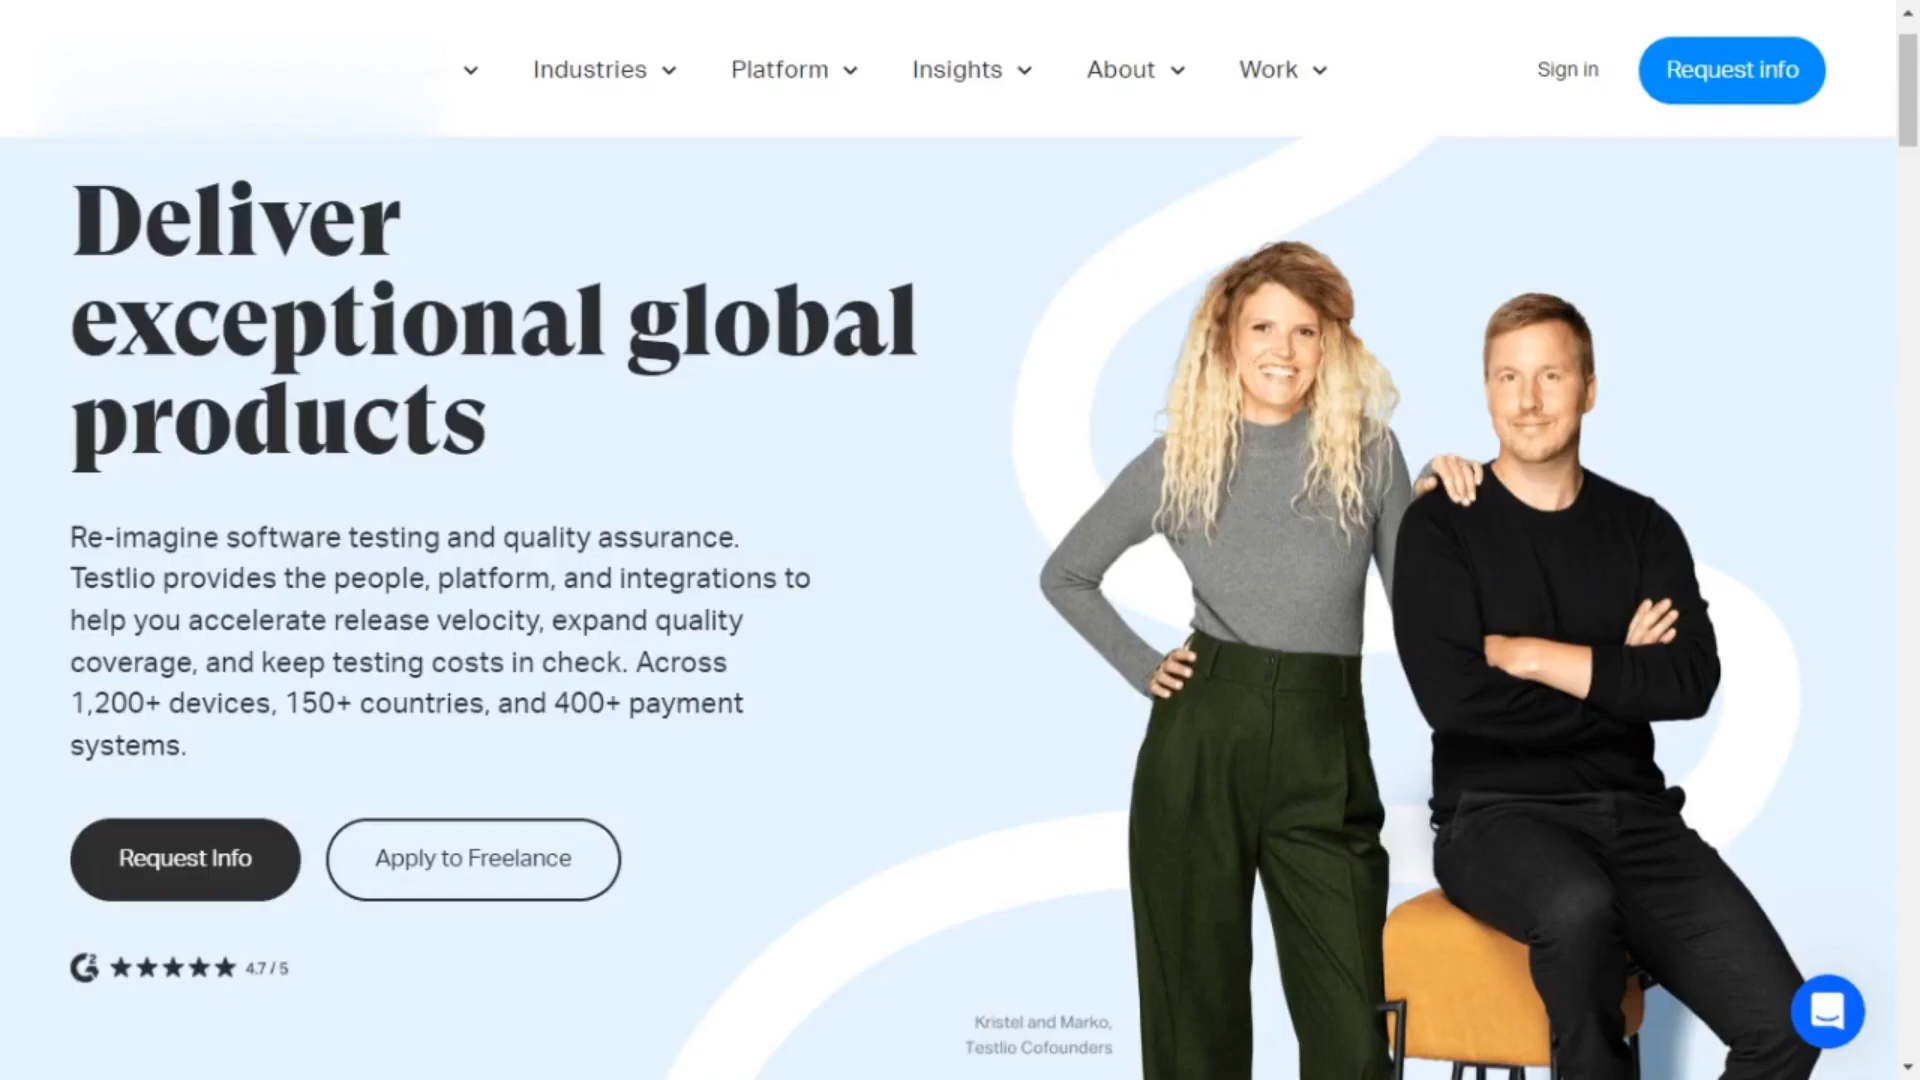 Industries Platform Insights About Work Sign in Request info
Deliver
exceptional global
products
Re-imagine software testing and quality assurance.
Testlio provides the people, platform, and integrations to
help you accelerate release velocity, expand quality
coverage, and keep testing costs in check. Across
1,200+ devices, 150+ countries, and 400+ payment
systems.
Request Info Apply to Freelance
G2 4.7 / 5
Kristel and Marko,
Testlio Cofounders